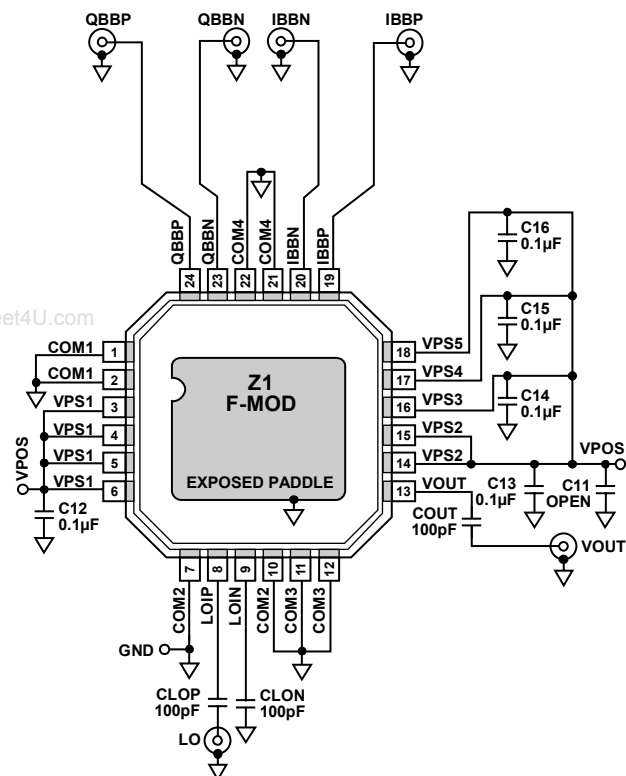 QBBP QBBN IBBN IBBP
QBBP QBBN COM4 COM4 IBBN IBBP
24 23 22 21 20 19
C16
0.1µF
C15
0.1µF
C14
0.1µF
eet4U.com
COM1 1
COM1 2
VPS1 3
VPS1 4
VPS1 5
VPS1 6
VPOS
C12
0.1µF
Z1
F-MOD
EXPOSED PADDLE
18 VPS5
17 VPS4
16 VPS3
15 VPS2
14 VPS2
13 VOUT
VPOS
C13
0.1µF
C11
OPEN
COUT
100pF
VOUT
7 8 9 10 11 12
COM2 LOIP LOIN COM2 COM3 COM3
GND
CLOP
100pF
CLON
100pF
LO